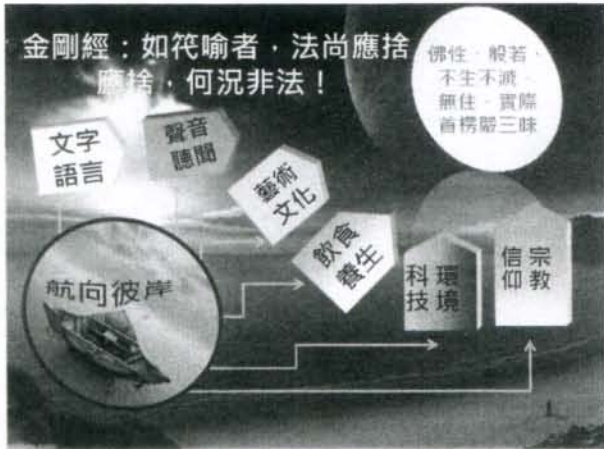 金剛經：如筏喻者，法尚應捨
應捨，何況非法！
佛性、般若、
不生不滅、
無住、實際
首楞嚴三昧
文字
語言
聲音
聽聞
藝術
文化
飲食
養生
科技
環境
信仰
宗教
航向彼岸